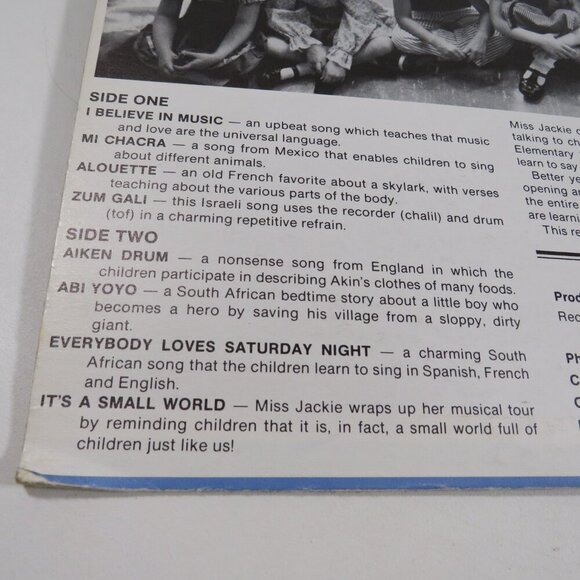 SIDE ONE
I BELIEVE IN MUSIC — an upbeat song which teaches that music
and love are the universal language.
MI CHACRA — a song from Mexico that enables children to sing
about different animals.
ALOUETTE — an old French favorite about a skylark, with verses
teaching about the various parts of the body.
ZUM GALI — this Israeli song uses the recorder (chalil) and drum
(tof) in a charming repetitive refrain.
SIDE TWO
AIKEN DRUM — a nonsense song from England in which the
children participate in describing Akin's clothes of many foods.
ABI YOYO — a South African bedtime story about a little boy who
becomes a hero by saving his village from a sloppy, dirty
giant.
EVERYBODY LOVES SATURDAY NIGHT — a charming South
African song that the children learn to sing in Spanish, French
and English.
IT'S A SMALL WORLD — Miss Jackie wraps up her musical tour
by reminding children that it is, in fact, a small world full of
children just like us!
Miss Jackie
talking to
Elementary
learn to say
Better
opening
the entire
are
This